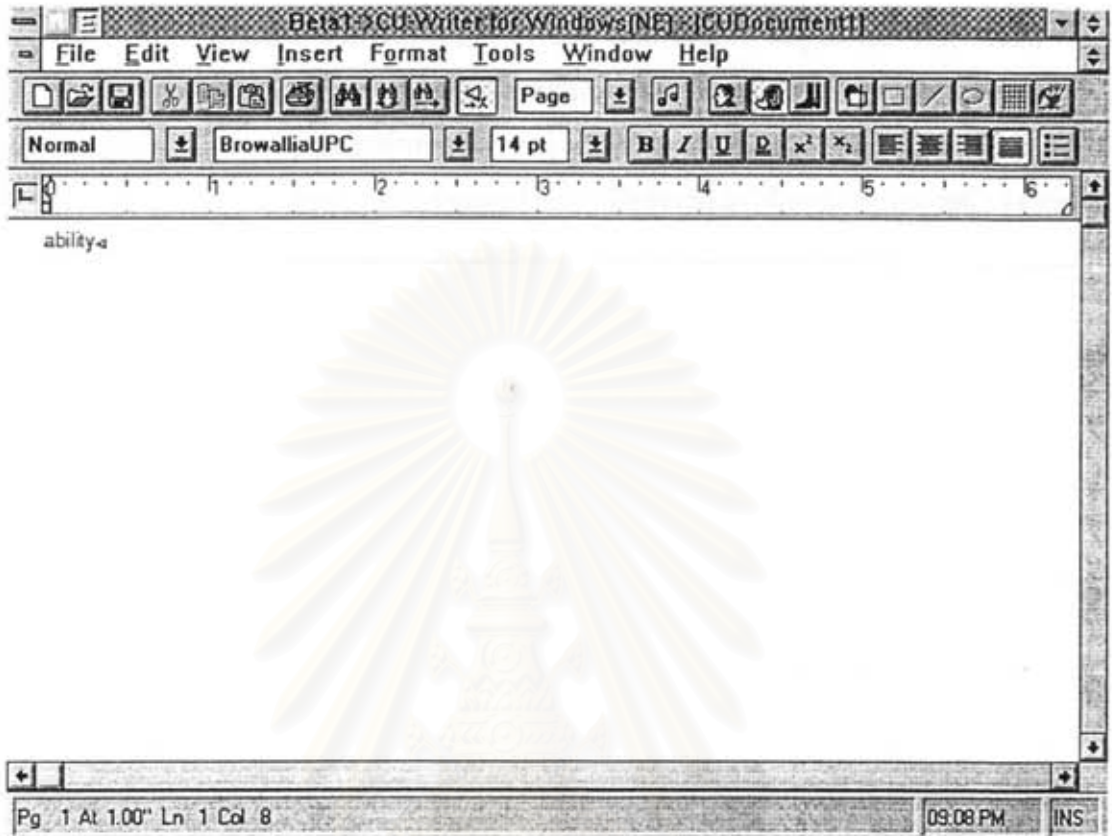 Beta1->CU-Writer for Windows(NE) - [CUDocument1]
File Edit View Insert Format Tools Window Help
Page
Normal BrowalliaUPC 14 pt B I U D x² x₂
1 2 3 4 5 6
ability
Pg 1 At 1.00" Ln 1 Col 8 09:08 PM INS